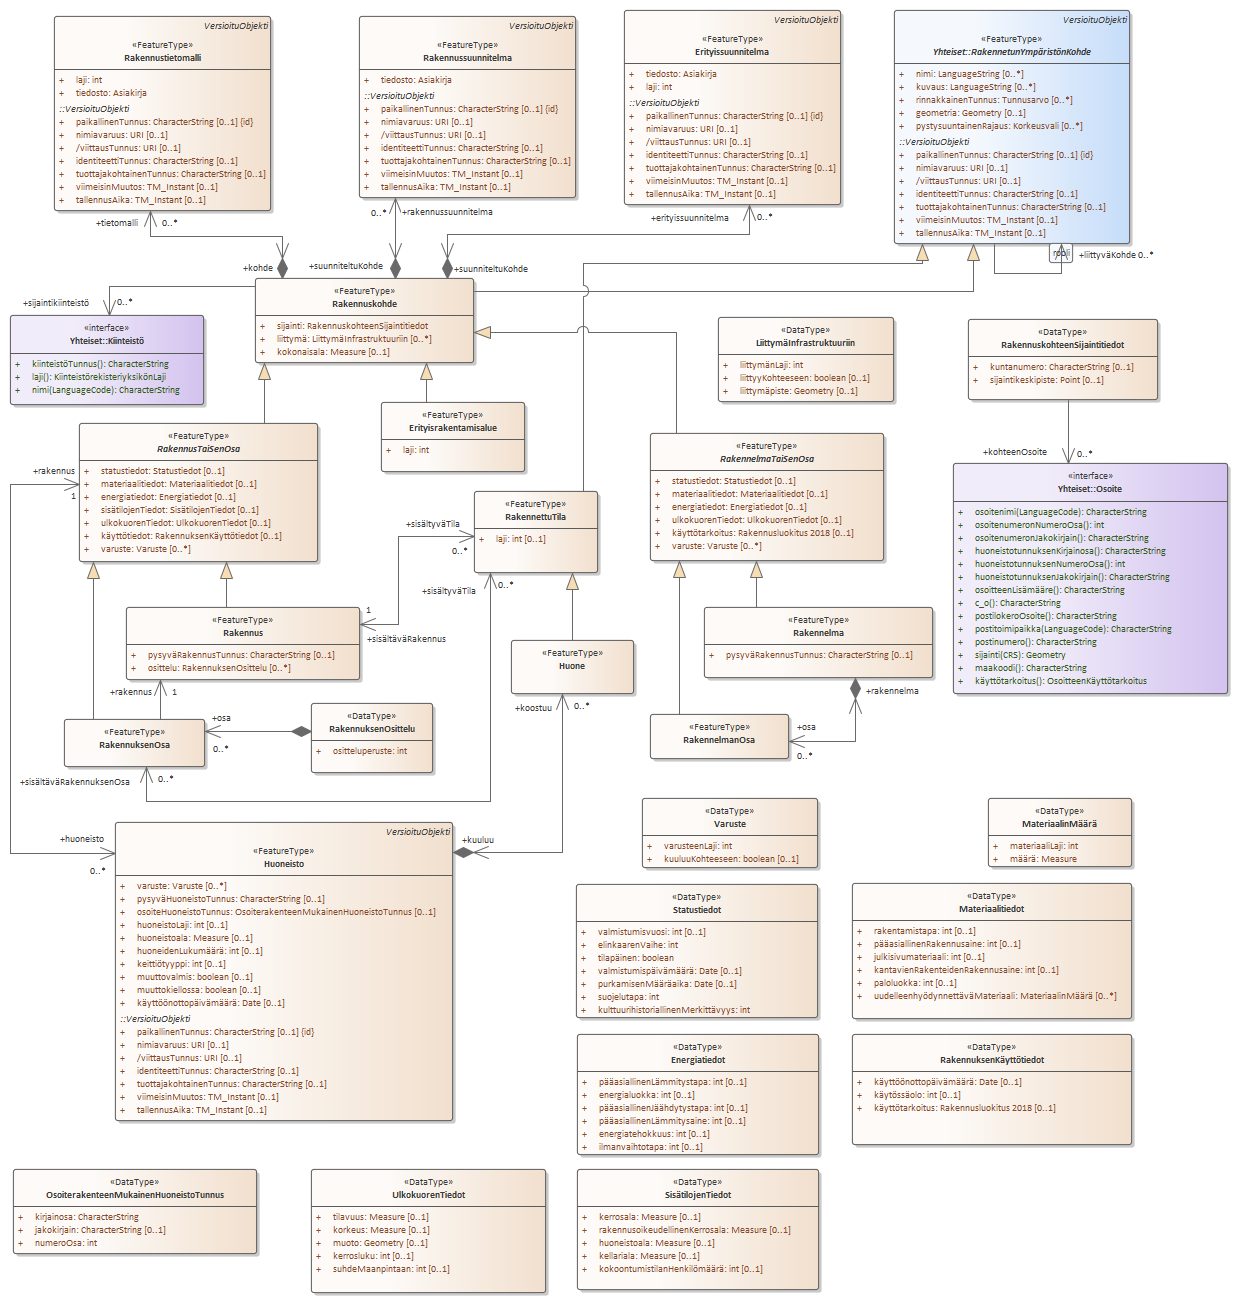 VersioituObjekti
«FeatureType»
Rakennustietomalli
+ laji: int
+ tiedosto: Asiakirja
::VersioituObjekti
+ paikallinenTunnus: CharacterString [0..1] {id}
+ nimiavaruus: URI [0..1]
+ /viittausTunnus: URI [0..1]
+ identiteettiTunnus: CharacterString [0..1]
+ tuottajakohtainenTunnus: CharacterString [0..1]
+ viimeisinMuutos: TM_Instant [0..1]
+ tallennusAika: TM_Instant [0..1]
VersioituObjekti
«FeatureType»
Rakennussuunnitelma
+ tiedosto: Asiakirja
::VersioituObjekti
+ paikallinenTunnus: CharacterString [0..1] {id}
+ nimiavaruus: URI [0..1]
+ /viittausTunnus: URI [0..1]
+ identiteettiTunnus: CharacterString [0..1]
+ tuottajakohtainenTunnus: CharacterString [0..1]
+ viimeisinMuutos: TM_Instant [0..1]
+ tallennusAika: TM_Instant [0..1]
VersioituObjekti
«FeatureType»
Erityissuunnitelma
+ tiedosto: Asiakirja
+ laji: int
::VersioituObjekti
+ paikallinenTunnus: CharacterString [0..1] {id}
+ nimiavaruus: URI [0..1]
+ /viittausTunnus: URI [0..1]
+ identiteettiTunnus: CharacterString [0..1]
+ tuottajakohtainenTunnus: CharacterString [0..1]
+ viimeisinMuutos: TM_Instant [0..1]
+ tallennusAika: TM_Instant [0..1]
VersioituObjekti
«FeatureType»
Yhteiset::RakennetunYmpäristönKohde
+ nimi: LanguageString [0..*]
+ kuvaus: LanguageString [0..*]
+ rinnakkainenTunnus: Tunnusarvo [0..*]
+ geometria: Geometry [0..1]
+ pystysuuntainenRajaus: Korkeusvali [0..*]
::VersioituObjekti
+ paikallinenTunnus: CharacterString [0..1] {id}
+ nimiavaruus: URI [0..1]
+ /viittausTunnus: URI [0..1]
+ identiteettiTunnus: CharacterString [0..1]
+ tuottajakohtainenTunnus: CharacterString [0..1]
+ viimeisinMuutos: TM_Instant [0..1]
+ tallennusAika: TM_Instant [0..1]
+tietomalli 0..*
0..* +rakennussuunnitelma
+erityissuunnitelma 0..*
rooli
+liittyväKohde 0..*
+kohde
+suunniteltuKohde
+suunniteltuKohde
+sijaintikiinteistö 0..*
«FeatureType»
Rakennuskohde
+ sijainti: RakennuskohteenSijaintitiedot
+ liittymä: LiittymäInfrastruktuuriin [0..*]
+ kokonaisala: Measure [0..1]
«interface»
Yhteiset::Kiinteistö
+ kiinteistöTunnus(): CharacterString
+ laji(): KiinteistörekisteriyksikönLaji
+ nimi(LanguageCode): CharacterString
«DataType»
LiittymäInfrastruktuuriin
+ liittymänLaji: int
+ liittyyKohteeseen: boolean [0..1]
+ liittymäpiste: Geometry [0..1]
«DataType»
RakennuskohteenSijaintitiedot
+ kuntanumero: CharacterString [0..1]
+ sijaintikeskipiste: Point [0..1]
«FeatureType»
Erityisrakentamisalue
+ laji: int
«FeatureType»
RakennusTaiSenOsa
+ statustiedot: Statustiedot [0..1]
+ materiaalitiedot: Materiaalitiedot [0..1]
+ energiatiedot: Energiatiedot [0..1]
+ sisätilojenTiedot: SisätilojenTiedot [0..1]
+ ulkokuorenTiedot: UlkokuorenTiedot [0..1]
+ käyttötiedot: RakennuksenKäyttötiedot [0..1]
+ varuste: Varuste [0..*]
+rakennus
1
«FeatureType»
RakennelmaTaiSenOsa
+ statustiedot: Statustiedot [0..1]
+ materiaalitiedot: Materiaalitiedot [0..1]
+ energiatiedot: Energiatiedot [0..1]
+ ulkokuorenTiedot: UlkokuorenTiedot [0..1]
+ käyttötarkoitus: Rakennusluokitus 2018 [0..1]
+ varuste: Varuste [0..*]
+kohteenOsoite 0..*
«interface»
Yhteiset::Osoite
+ osoitenimi(LanguageCode): CharacterString
+ osoitenumeronNumeroOsa(): int
+ osoitenumeronJakokirjain(): CharacterString
+ huoneistotunnuksenKirjainosa(): CharacterString
+ huoneistotunnuksenNumeroOsa(): int
+ huoneistotunnuksenJakokirjain(): CharacterString
+ osoitteenLisämääre(): CharacterString
+ c_o(): CharacterString
+ postilokeroOsoite(): CharacterString
+ postitoimipaikka(LanguageCode): CharacterString
+ postinumero(): CharacterString
+ sijainti(CRS): Geometry
+ maakoodi(): CharacterString
+ käyttötarkoitus(): OsoitteenKäyttötarkoitus
«FeatureType»
RakennettuTila
+ laji: int [0..1]
+sisältyväTila
0..*
+sisältyväTila 0..*
1
+sisältäväRakennus
«FeatureType»
Rakennus
+ pysyväRakennusTunnus: CharacterString [0..1]
+ osittelu: RakennuksenOsittelu [0..*]
«FeatureType»
Huone
«FeatureType»
Rakennelma
+ pysyväRakennusTunnus: CharacterString [0..1]
+rakennus 1
+koostuu 0..*
+rakennelma
«FeatureType»
RakennuksenOsa
+osa
0..*
«DataType»
RakennuksenOsittelu
+ ositteluperuste: int
«FeatureType»
RakennelmanOsa
+osa
0..*
+sisältäväRakennuksenOsa 0..*
+huoneisto
0..*
+kuuluu
VersioituObjekti
«FeatureType»
Huoneisto
+ varuste: Varuste [0..*]
+ pysyväHuoneistoTunnus: CharacterString [0..1]
+ osoiteHuoneistoTunnus: OsoiterakenteenMukainenHuoneistoTunnus [0..1]
+ huoneistoLaji: int [0..1]
+ huoneistoala: Measure [0..1]
+ huoneidenLukumäärä: int [0..1]
+ keittiötyyppi: int [0..1]
+ muuttovalmis: boolean [0..1]
+ muuttokiellossa: boolean [0..1]
+ käyttöönottopäivämäärä: Date [0..1]
::VersioituObjekti
+ paikallinenTunnus: CharacterString [0..1] {id}
+ nimiavaruus: URI [0..1]
+ /viittausTunnus: URI [0..1]
+ identiteettiTunnus: CharacterString [0..1]
+ tuottajakohtainenTunnus: CharacterString [0..1]
+ viimeisinMuutos: TM_Instant [0..1]
+ tallennusAika: TM_Instant [0..1]
«DataType»
Varuste
+ varusteenLaji: int
+ kuuluuKohteeseen: boolean [0..1]
«DataType»
MateriaalinMäärä
+ materiaaliLaji: int
+ määrä: Measure
«DataType»
Statustiedot
+ valmistumisvuosi: int [0..1]
+ elinkaarenVaihe: int
+ tilapäinen: boolean
+ valmistumispäivämäärä: Date [0..1]
+ purkamisenMääräaika: Date [0..1]
+ suojelutapa: int
+ kulttuurihistoriallinenMerkittävyys: int
«DataType»
Materiaalitiedot
+ rakentamistapa: int [0..1]
+ pääasiallinenRakennusaine: int [0..1]
+ julkisivumateriaali: int [0..1]
+ kantavienRakenteidenRakennusaine: int [0..1]
+ paloluokka: int [0..1]
+ uudelleenhyödynnettäväMateriaali: MateriaalinMäärä [0..*]
«DataType»
Energiatiedot
+ pääasiallinenLämmitystapa: int [0..1]
+ energialuokka: int [0..1]
+ pääasiallinenJäähdytystapa: int [0..1]
+ pääasiallinenLämmitysaine: int [0..1]
+ energiatehokkuus: int [0..1]
+ ilmanvaihtotapa: int [0..1]
«DataType»
RakennuksenKäyttötiedot
+ käyttöönottopäivämäärä: Date [0..1]
+ käytössäolo: int [0..1]
+ käyttötarkoitus: Rakennusluokitus 2018 [0..1]
«DataType»
OsoiterakenteenMukainenHuoneistoTunnus
+ kirjainosa: CharacterString
+ jakokirjain: CharacterString [0..1]
+ numeroOsa: int
«DataType»
UlkokuorenTiedot
+ tilavuus: Measure [0..1]
+ korkeus: Measure [0..1]
+ muoto: Geometry [0..1]
+ kerrosluku: int [0..1]
+ suhdeMaanpintaan: int [0..1]
«DataType»
SisätilojenTiedot
+ kerrosala: Measure [0..1]
+ rakennusoikeudellinenKerrosala: Measure [0..1]
+ huoneistoala: Measure [0..1]
+ kellariala: Measure [0..1]
+ kokoontumistilanHenkilömäärä: int [0..1]